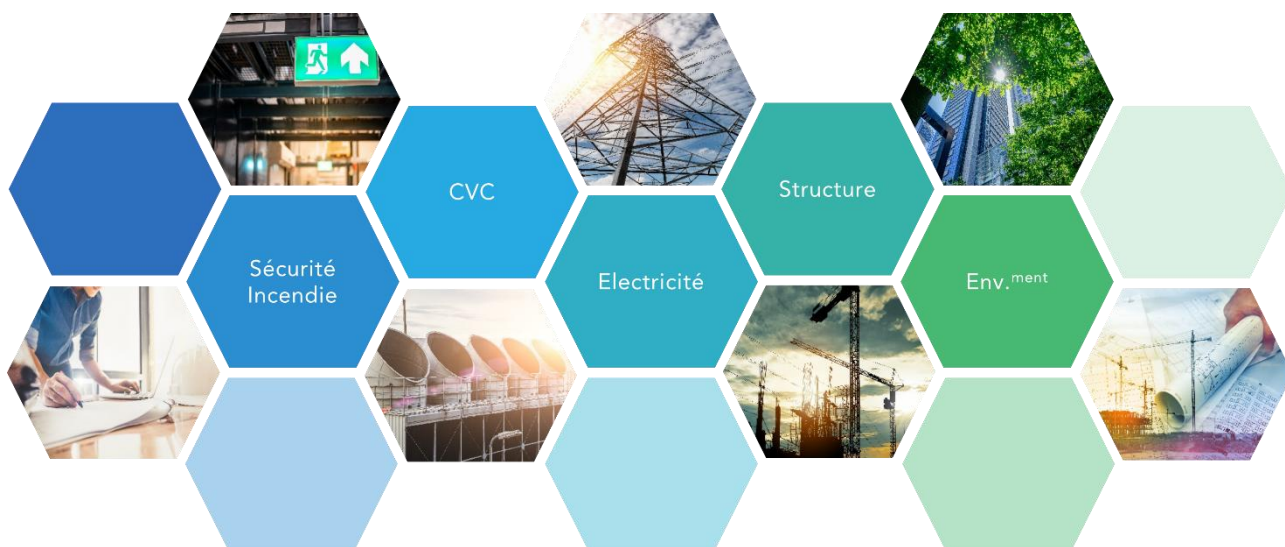 CVC
Structure
Sécurité
Incendie
Electricité
Env.ment